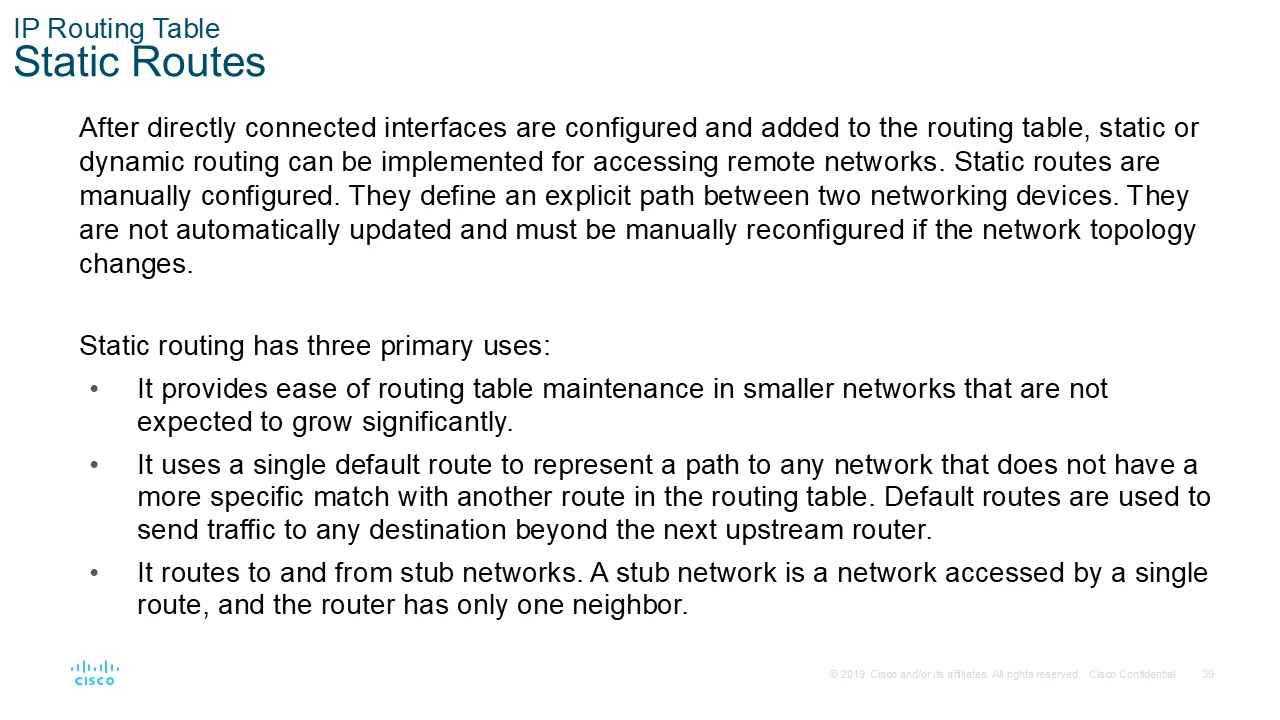 IP Routing Table
Static Routes
After directly connected interfaces are configured and added to the routing table, static or
dynamic routing can be implemented for accessing remote networks. Static routes are
manually configured. They define an explicit path between two networking devices. They
are not automatically updated and must be manually reconfigured if the network topology
changes.
Static routing has three primary uses:
• It provides ease of routing table maintenance in smaller networks that are not
expected to grow significantly.
• It uses a single default route to represent a path to any network that does not have a
more specific match with another route in the routing table. Default routes are used to
send traffic to any destination beyond the next upstream router.
• It routes to and from stub networks. A stub network is a network accessed by a single
route, and the router has only one neighbor.
CISCO
© 2019 Cisco and/or its affiliates. All rights reserved. Cisco Confidential 39